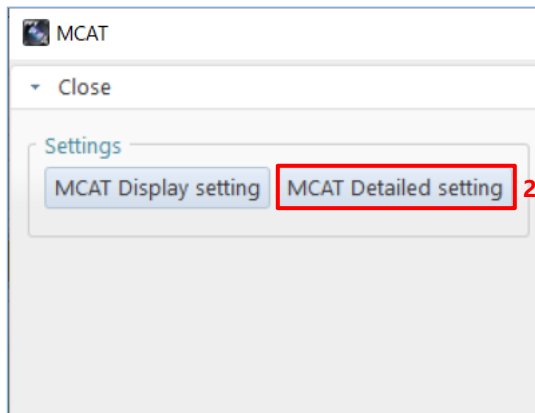 MCAT
Close
Settings
MCAT Display setting MCAT Detailed setting 2